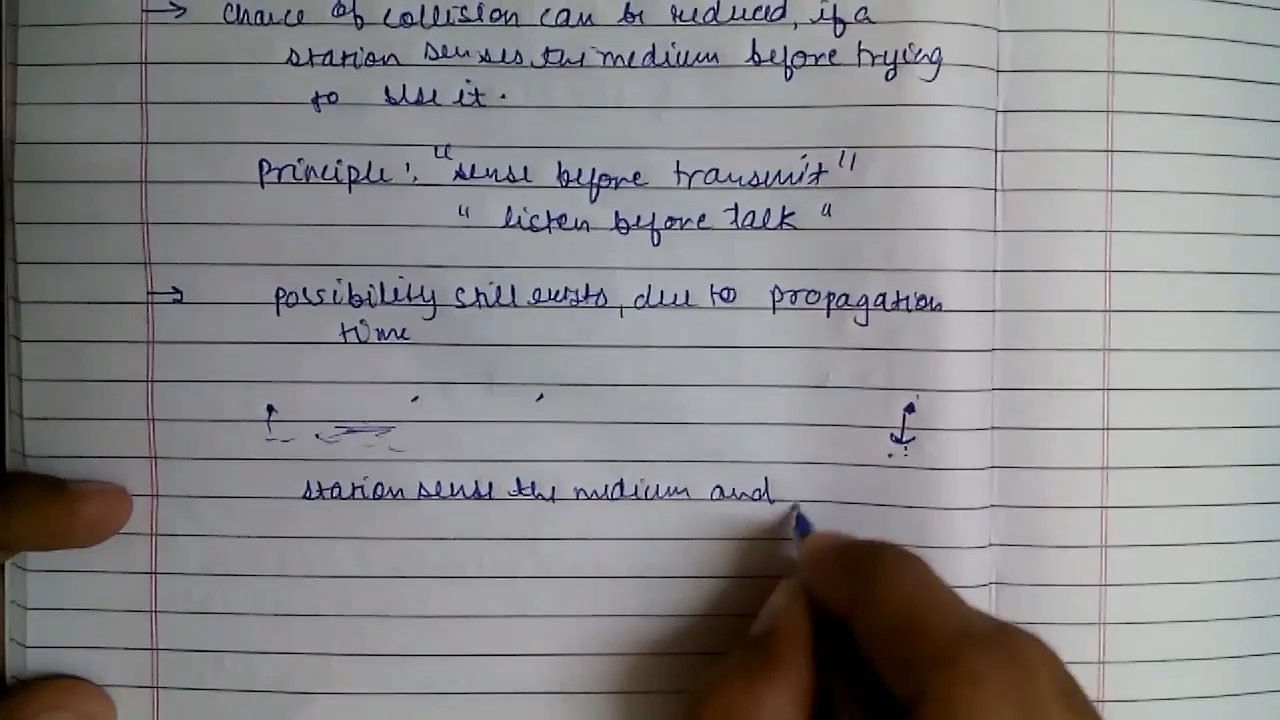 → Chance of collision can be reduced, if a
station senses the medium before trying
to use it.
Principle: "sense before transmit"
"listen before talk"
→ possibility still exists, due to propagation
time
station sense the medium and